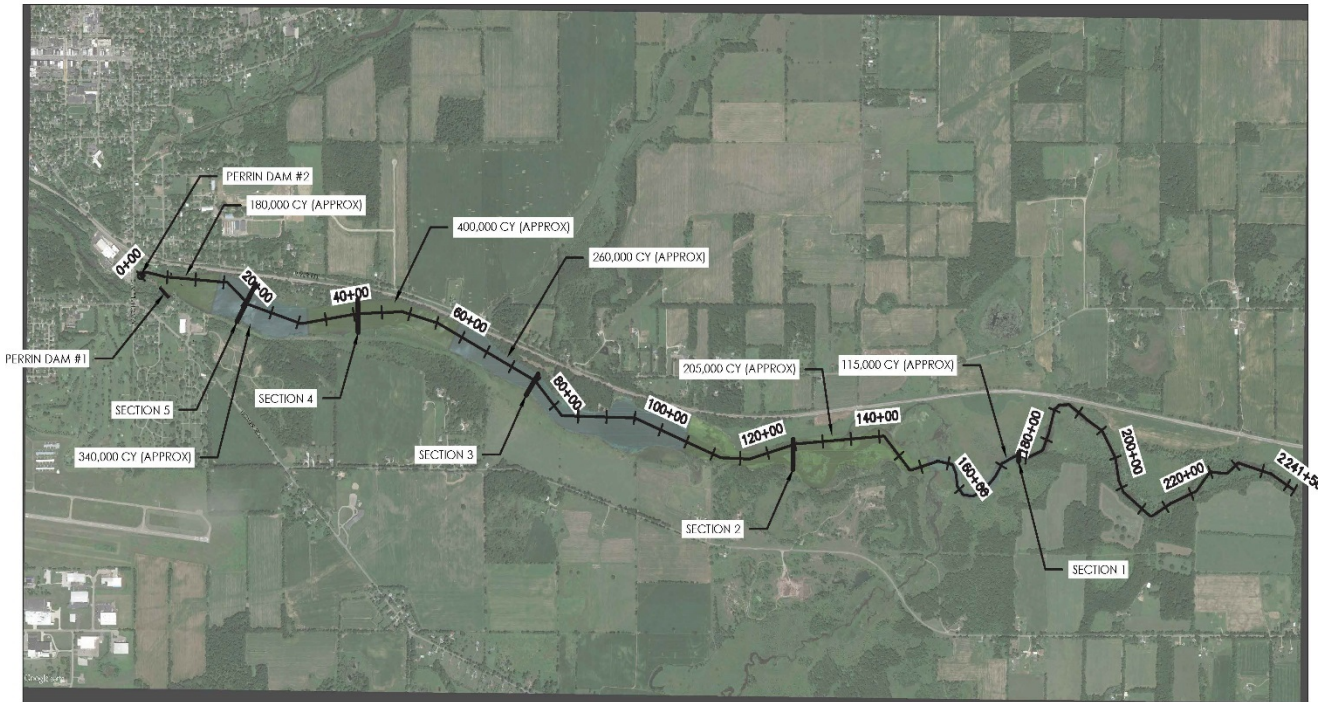 PERRIN DAM #2
180,000 CY (APPROX)
400,000 CY (APPROX)
260,000 CY (APPROX)
0+00
20+00
40+00
60+00
PERRIN DAM #1
SECTION 5
SECTION 4
340,000 CY (APPROX)
SECTION 3
80+00
100+00
205,000 CY (APPROX)
115,000 CY (APPROX)
120+00
140+00
160+00
180+00
200+00
220+00
2241+50
SECTION 2
SECTION 1
Google earth